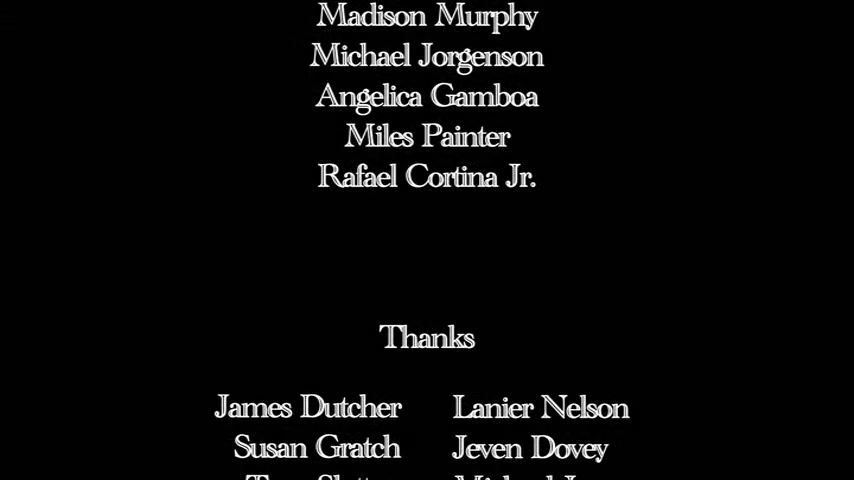 Madison Murphy
Michael Jorgenson
Angelica Gamboa
Miles Painter
Rafael Cortina Jr.
Thanks
James Dutcher Lanier Nelson
Susan Gratch Jeven Dovey